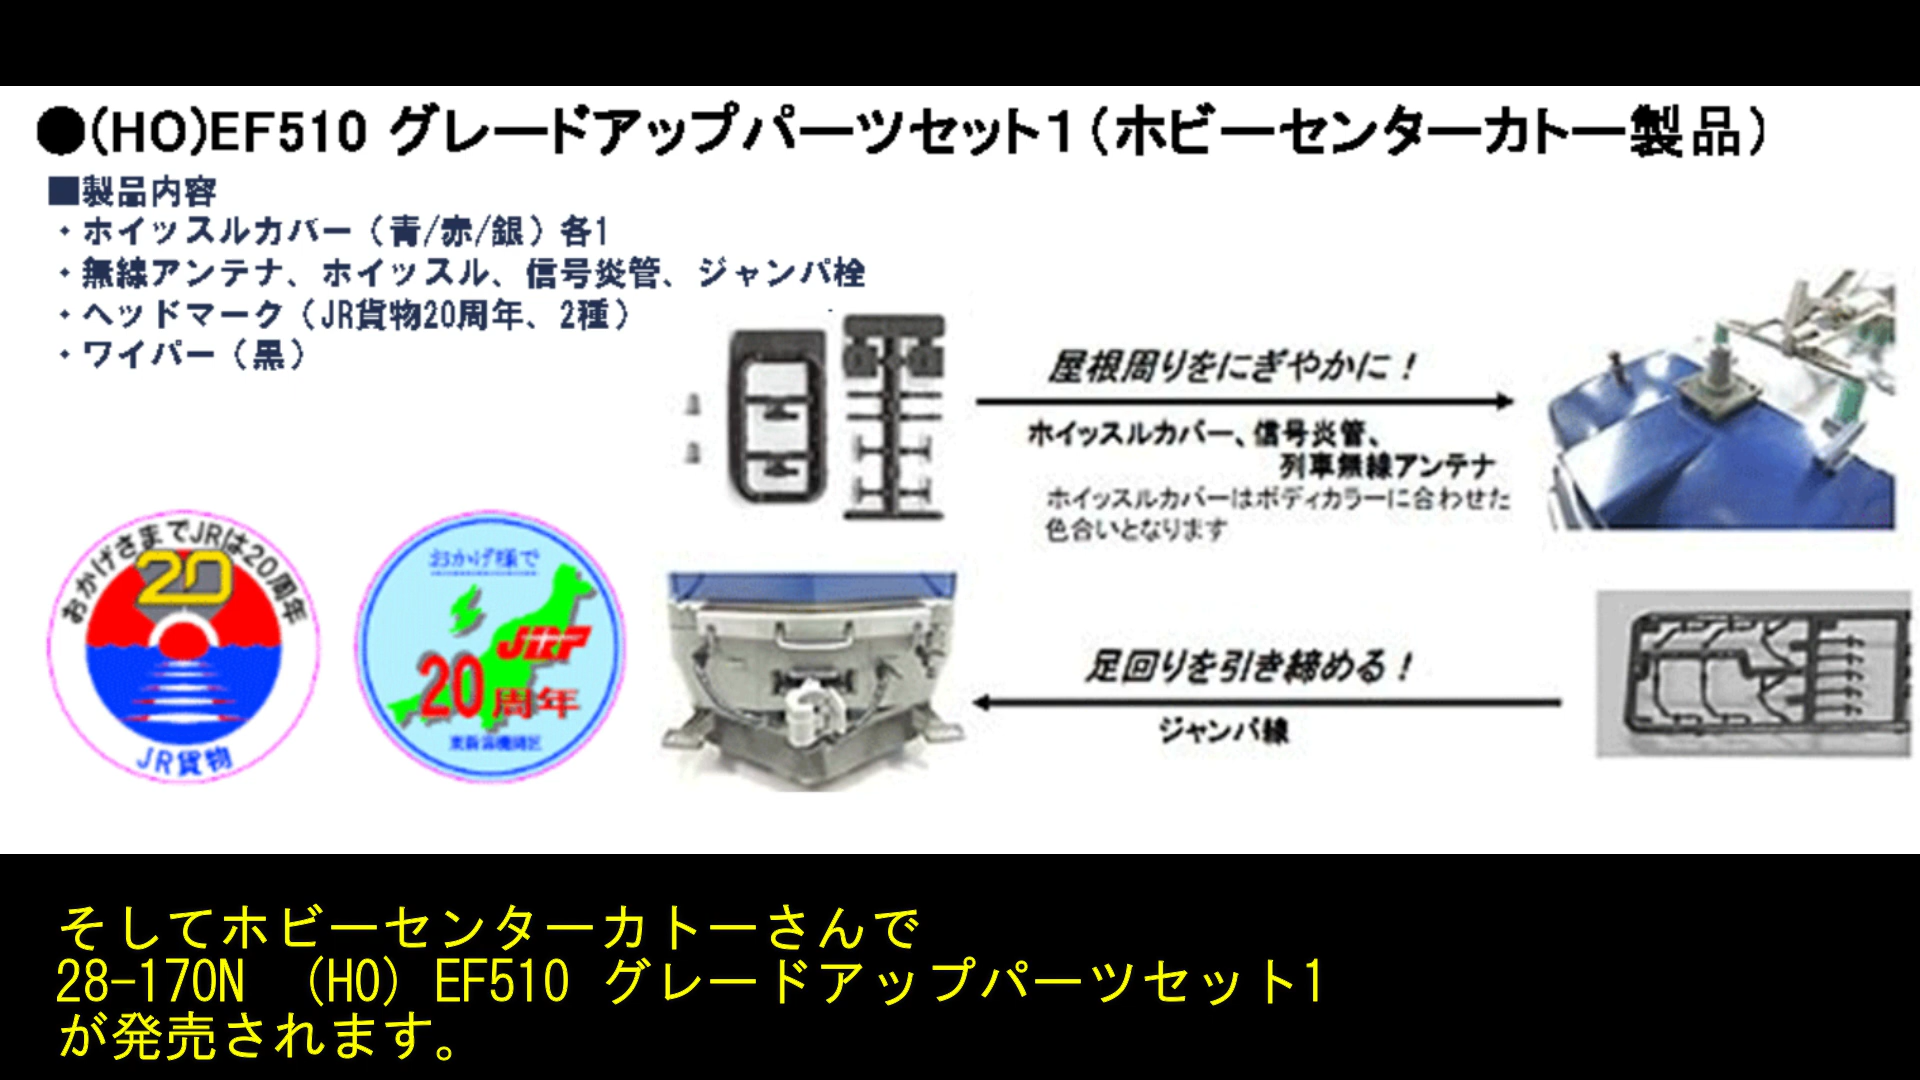 ●(HO)EF510 グレードアップパーツセット1(ホビーセンターカトー製品)
■製品内容
・ホイッスルカバー（青/赤/銀）各1
・無線アンテナ、ホイッスル、信号炎管、ジャンパ栓
・ヘッドマーク（JR貨物20周年、2種）
・ワイパー（黒）
屋根周りをにぎやかに！
ホイッスルカバー、信号炎管、
列車無線アンテナ
ホイッスルカバーはボディカラーに合わせた
色合いとなります
おかげさまでJRは20周年
20
JR貨物
おかげ様で
JRF
20周年
足回りを引き締める！
ジャンパ線
そしてホビーセンターカトーさんで
28-170N （HO）EF510 グレードアップパーツセット1
が発売されます。